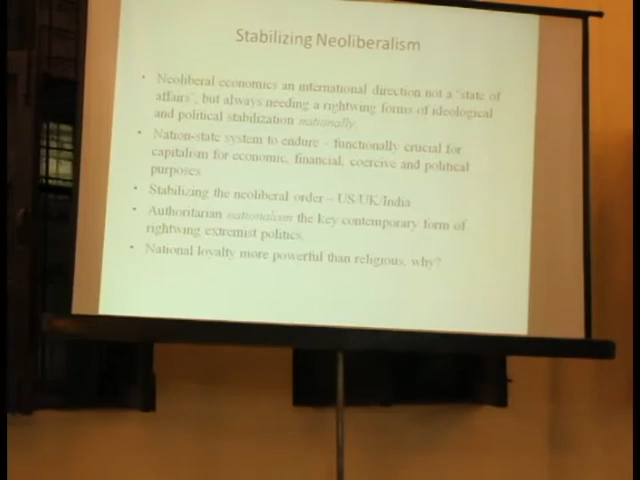 Stabilizing Neoliberalism
• Neoliberal economics an international direction not a "state of
affairs", but always needing a rightwing forms of ideological
and political stabilization nationally.
• Nation-state system to endure – functionally crucial for
capitalism for economic, financial, coercive and political
purposes
• Stabilizing the neoliberal order – US/UK/India
• Authoritarian nationalism the key contemporary form of
rightwing extremist politics.
• National loyalty more powerful than religious, why?